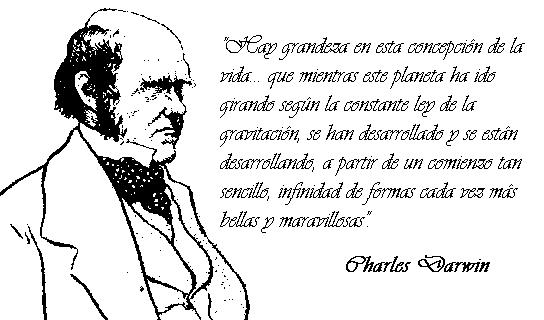 "Hay grandeza en esta concepción de la
vida... que mientras este planeta ha ido
girando según la constante ley de la
gravitación, se han desarrollado y se están
desarrollando, a partir de un comienzo tan
sencillo, infinidad de formas cada vez más
bellas y maravillosas".
Charles Darwin